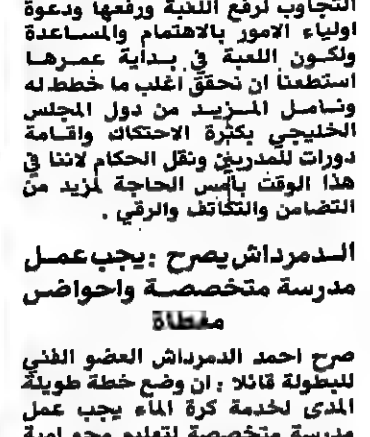 التجاوب لرفع اللعبة ورفعها ودعوة
اولياء الامور بالاهتمام والمساعدة
ولكون اللعبة في بداية عمرها
استطعنا ان نحقق اغلب ما خطط له
ونامل المزيد من دول المجلس
الخليجي بكثرة الاحتكاك واقامة
دورات للمدربين ونقل الحكام لاننا في
هذا الوقت بأمس الحاجة لمزيد من
التضامن والتكاتف والرقي .
الدمرداش يصرح : يجب عمل
مدرسة متخصصة واحواض
مغطاة
صرح احمد الدمرداش العضو الفني
للبطولة قائلا : ان وضع خطة طويلة
المدى لخدمة كرة الماء يجب عمل
مدرسة متخصصة لتعليم